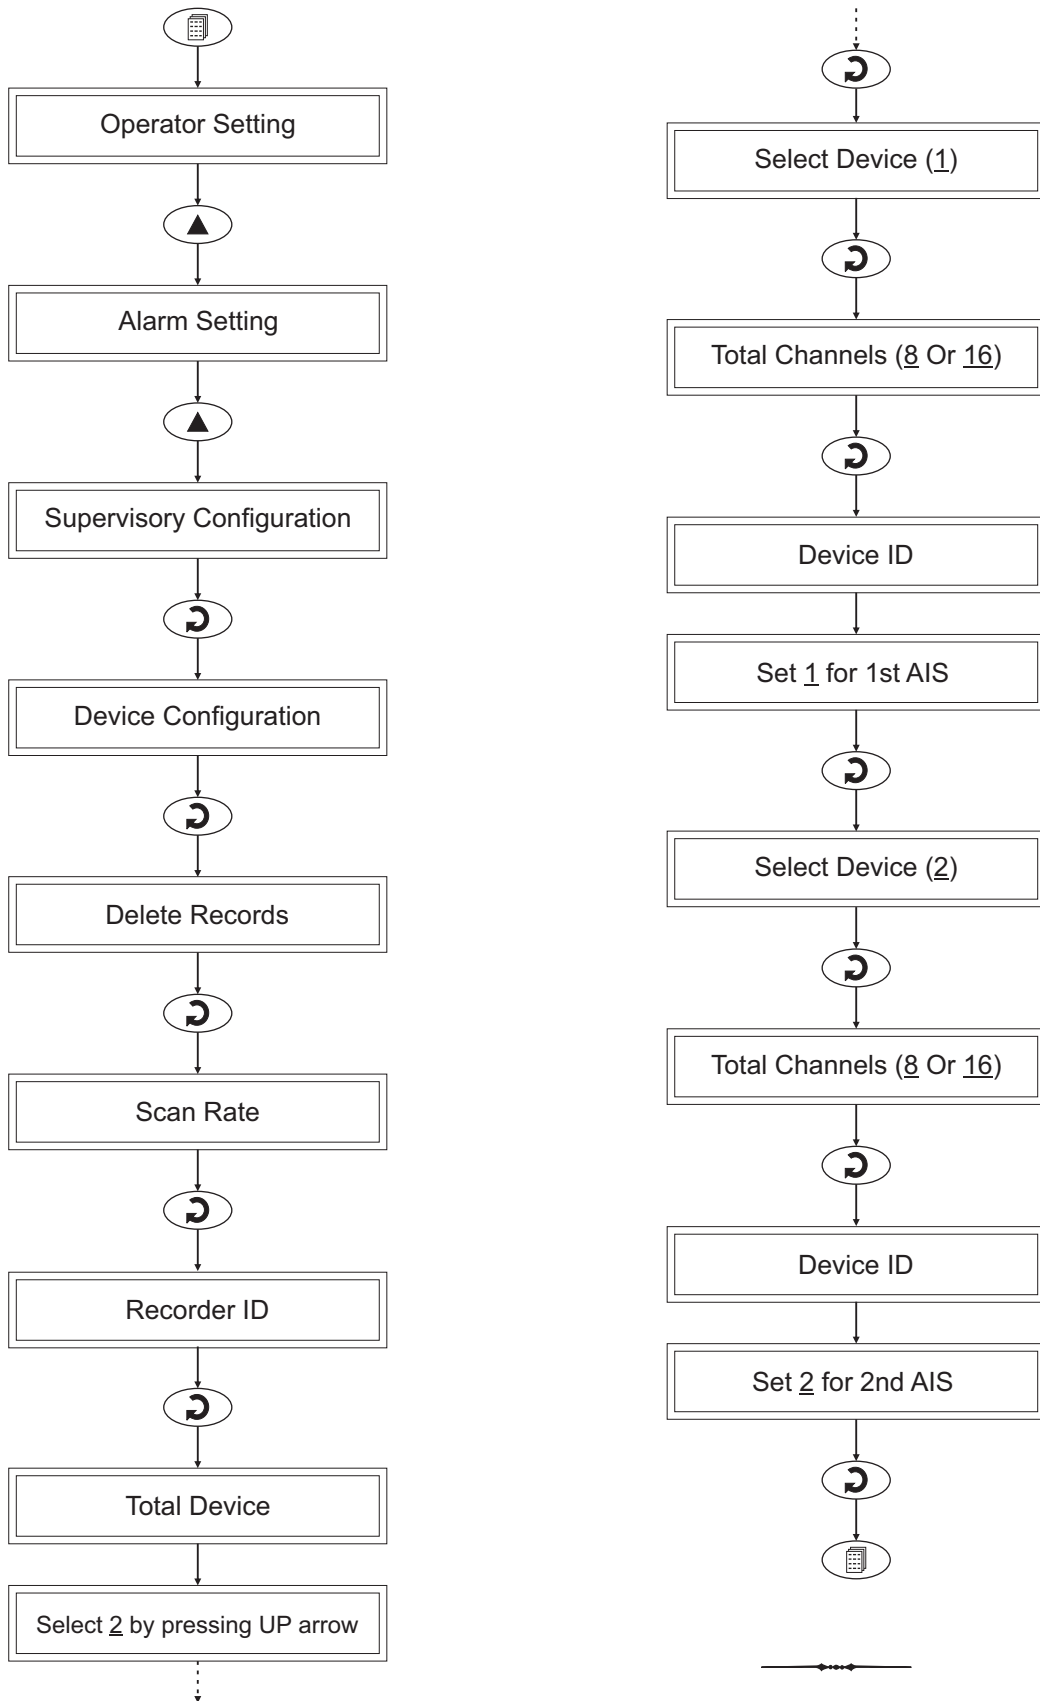 Operator Setting
Alarm Setting
Supervisory Configuration
Device Configuration
Delete Records
Scan Rate
Recorder ID
Total Device
Select 2 by pressing UP arrow
Select Device (1)
Total Channels (8 Or 16)
Device ID
Set 1 for 1st AIS
Select Device (2)
Total Channels (8 Or 16)
Device ID
Set 2 for 2nd AIS